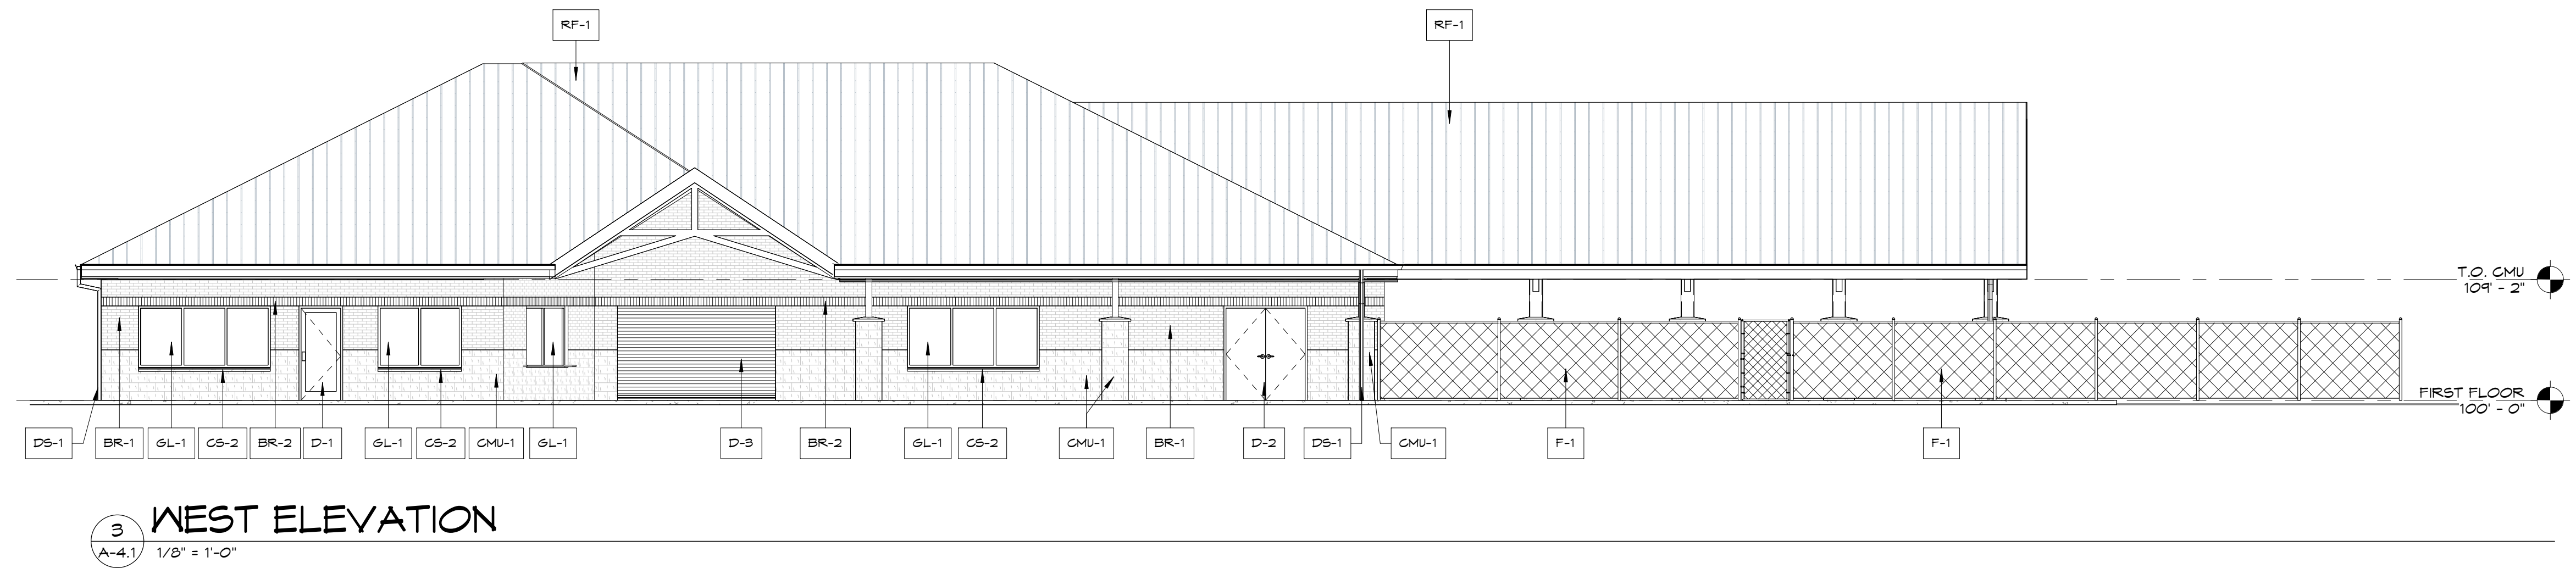 RF-1
RF-1
T.O. CMU
109' - 2"
FIRST FLOOR
100' - 0"
DS-1
BR-1
GL-1
CS-2
BR-2
D-1
GL-1
CS-2
CMU-1
GL-1
D-3
BR-2
GL-1
CS-2
CMU-1
BR-1
D-2
DS-1
CMU-1
F-1
F-1
3
WEST ELEVATION
A-4.1
1/8" = 1'-0"